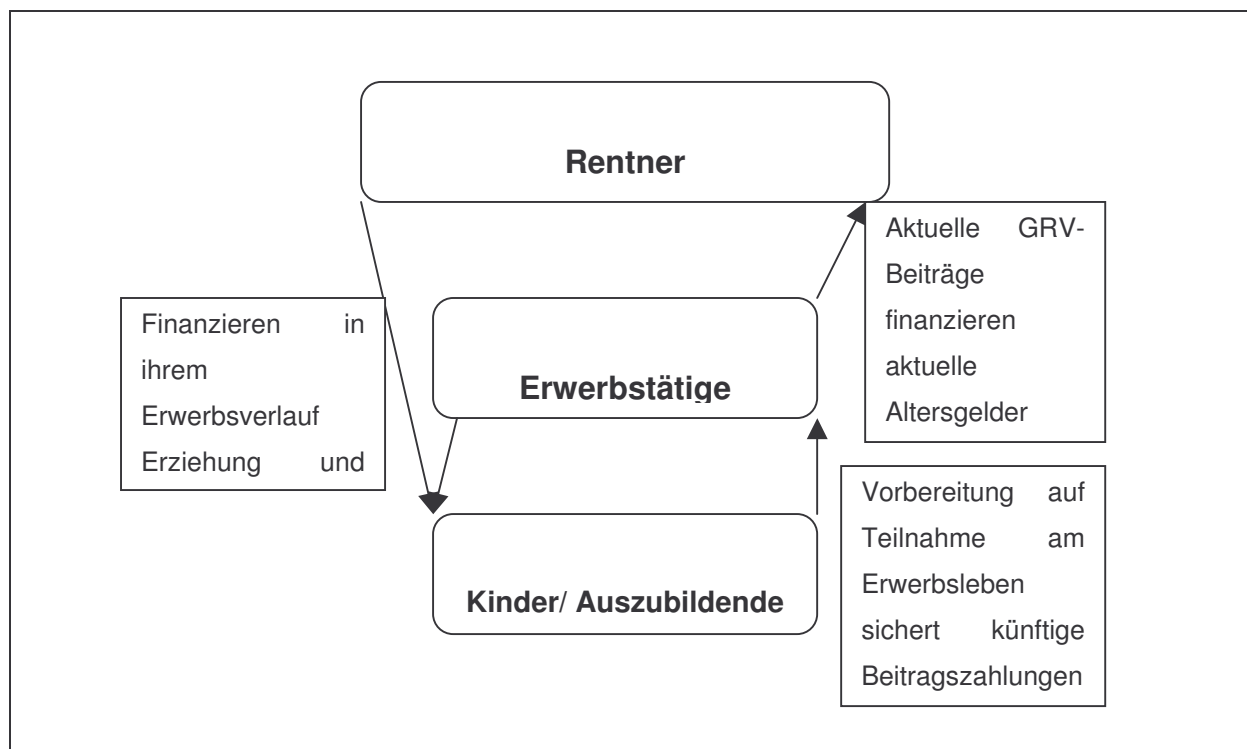 Rentner
Aktuelle GRV-
Beiträge
finanzieren
aktuelle
Altersgelder
Finanzieren in
ihrem
Erwerbsverlauf
Erziehung und
Erwerbstätige
Vorbereitung auf
Teilnahme am
Erwerbsleben
sichert künftige
Beitragszahlungen
Kinder/ Auszubildende